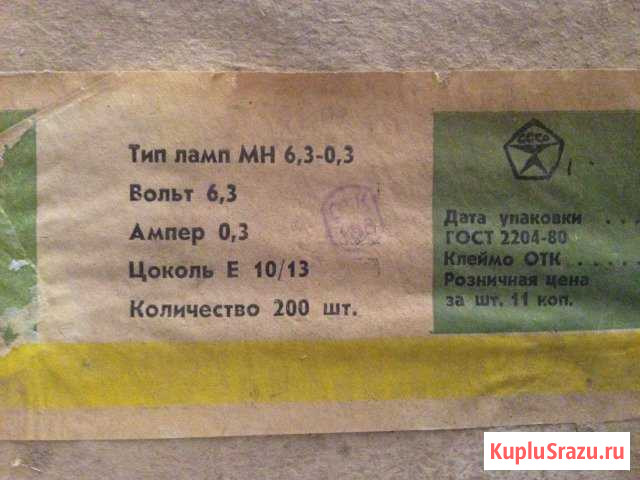 Тип ламп МН 6,3-0,3
Вольт 6,3
Ампер 0,3
Цоколь Е 10/13
Количество 200 шт.
СССР
Дата упаковки . . .
ГОСТ 2204-80
Клеймо ОТК . . . . .
Розничная цена
за шт. 11 коп.
KupluSrazu.ru